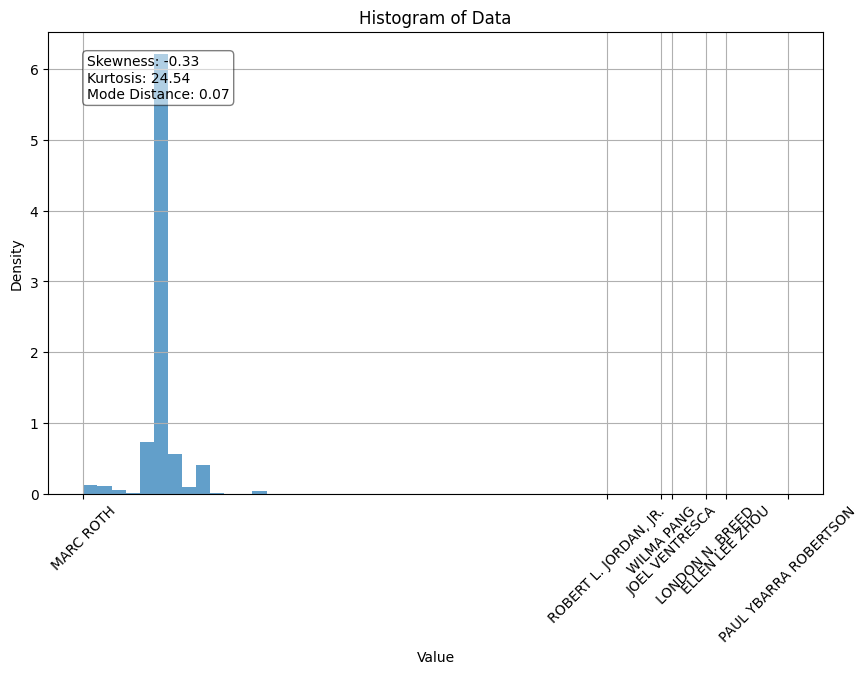 Histogram of Data
Skewness: -0.33
Kurtosis: 24.54
Mode Distance: 0.07
6
5
4
3
2
1
0
Density
MARC ROTH
ROBERT L. JORDAN, JR.
WILMA PANG
JOEL VENTRESCA
LONDON N. BREED
ELLEN LEE ZHOU
PAUL YBARRA ROBERTSON
Value